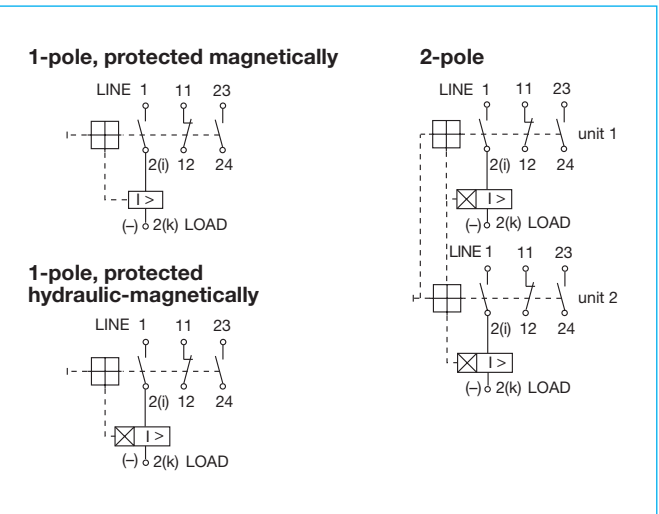 1-pole, protected magnetically
LINE 1 11 23
2(i) 12 24
I >
(–) 2(k) LOAD
1-pole, protected
hydraulic-magnetically
LINE 1 11 23
2(i) 12 24
I >
(–) 2(k) LOAD
2-pole
LINE 1 11 23
unit 1
2(i) 12 24
I >
(–) 2(k) LOAD
LINE 1 11 23
unit 2
2(i) 12 24
I >
(–) 2(k) LOAD